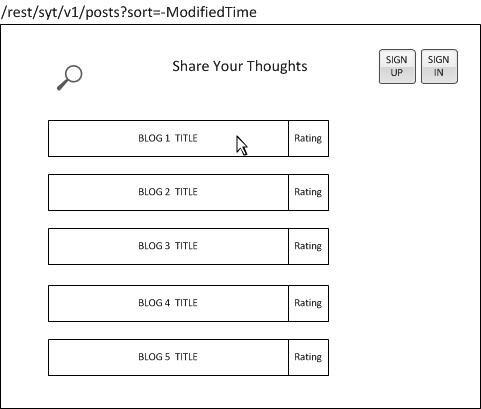 /rest/syt/v1/posts?sort=-ModifiedTime
Share Your Thoughts
SIGN
UP
SIGN
IN
BLOG 1 TITLE
Rating
BLOG 2 TITLE
Rating
BLOG 3 TITLE
Rating
BLOG 4 TITLE
Rating
BLOG 5 TITLE
Rating